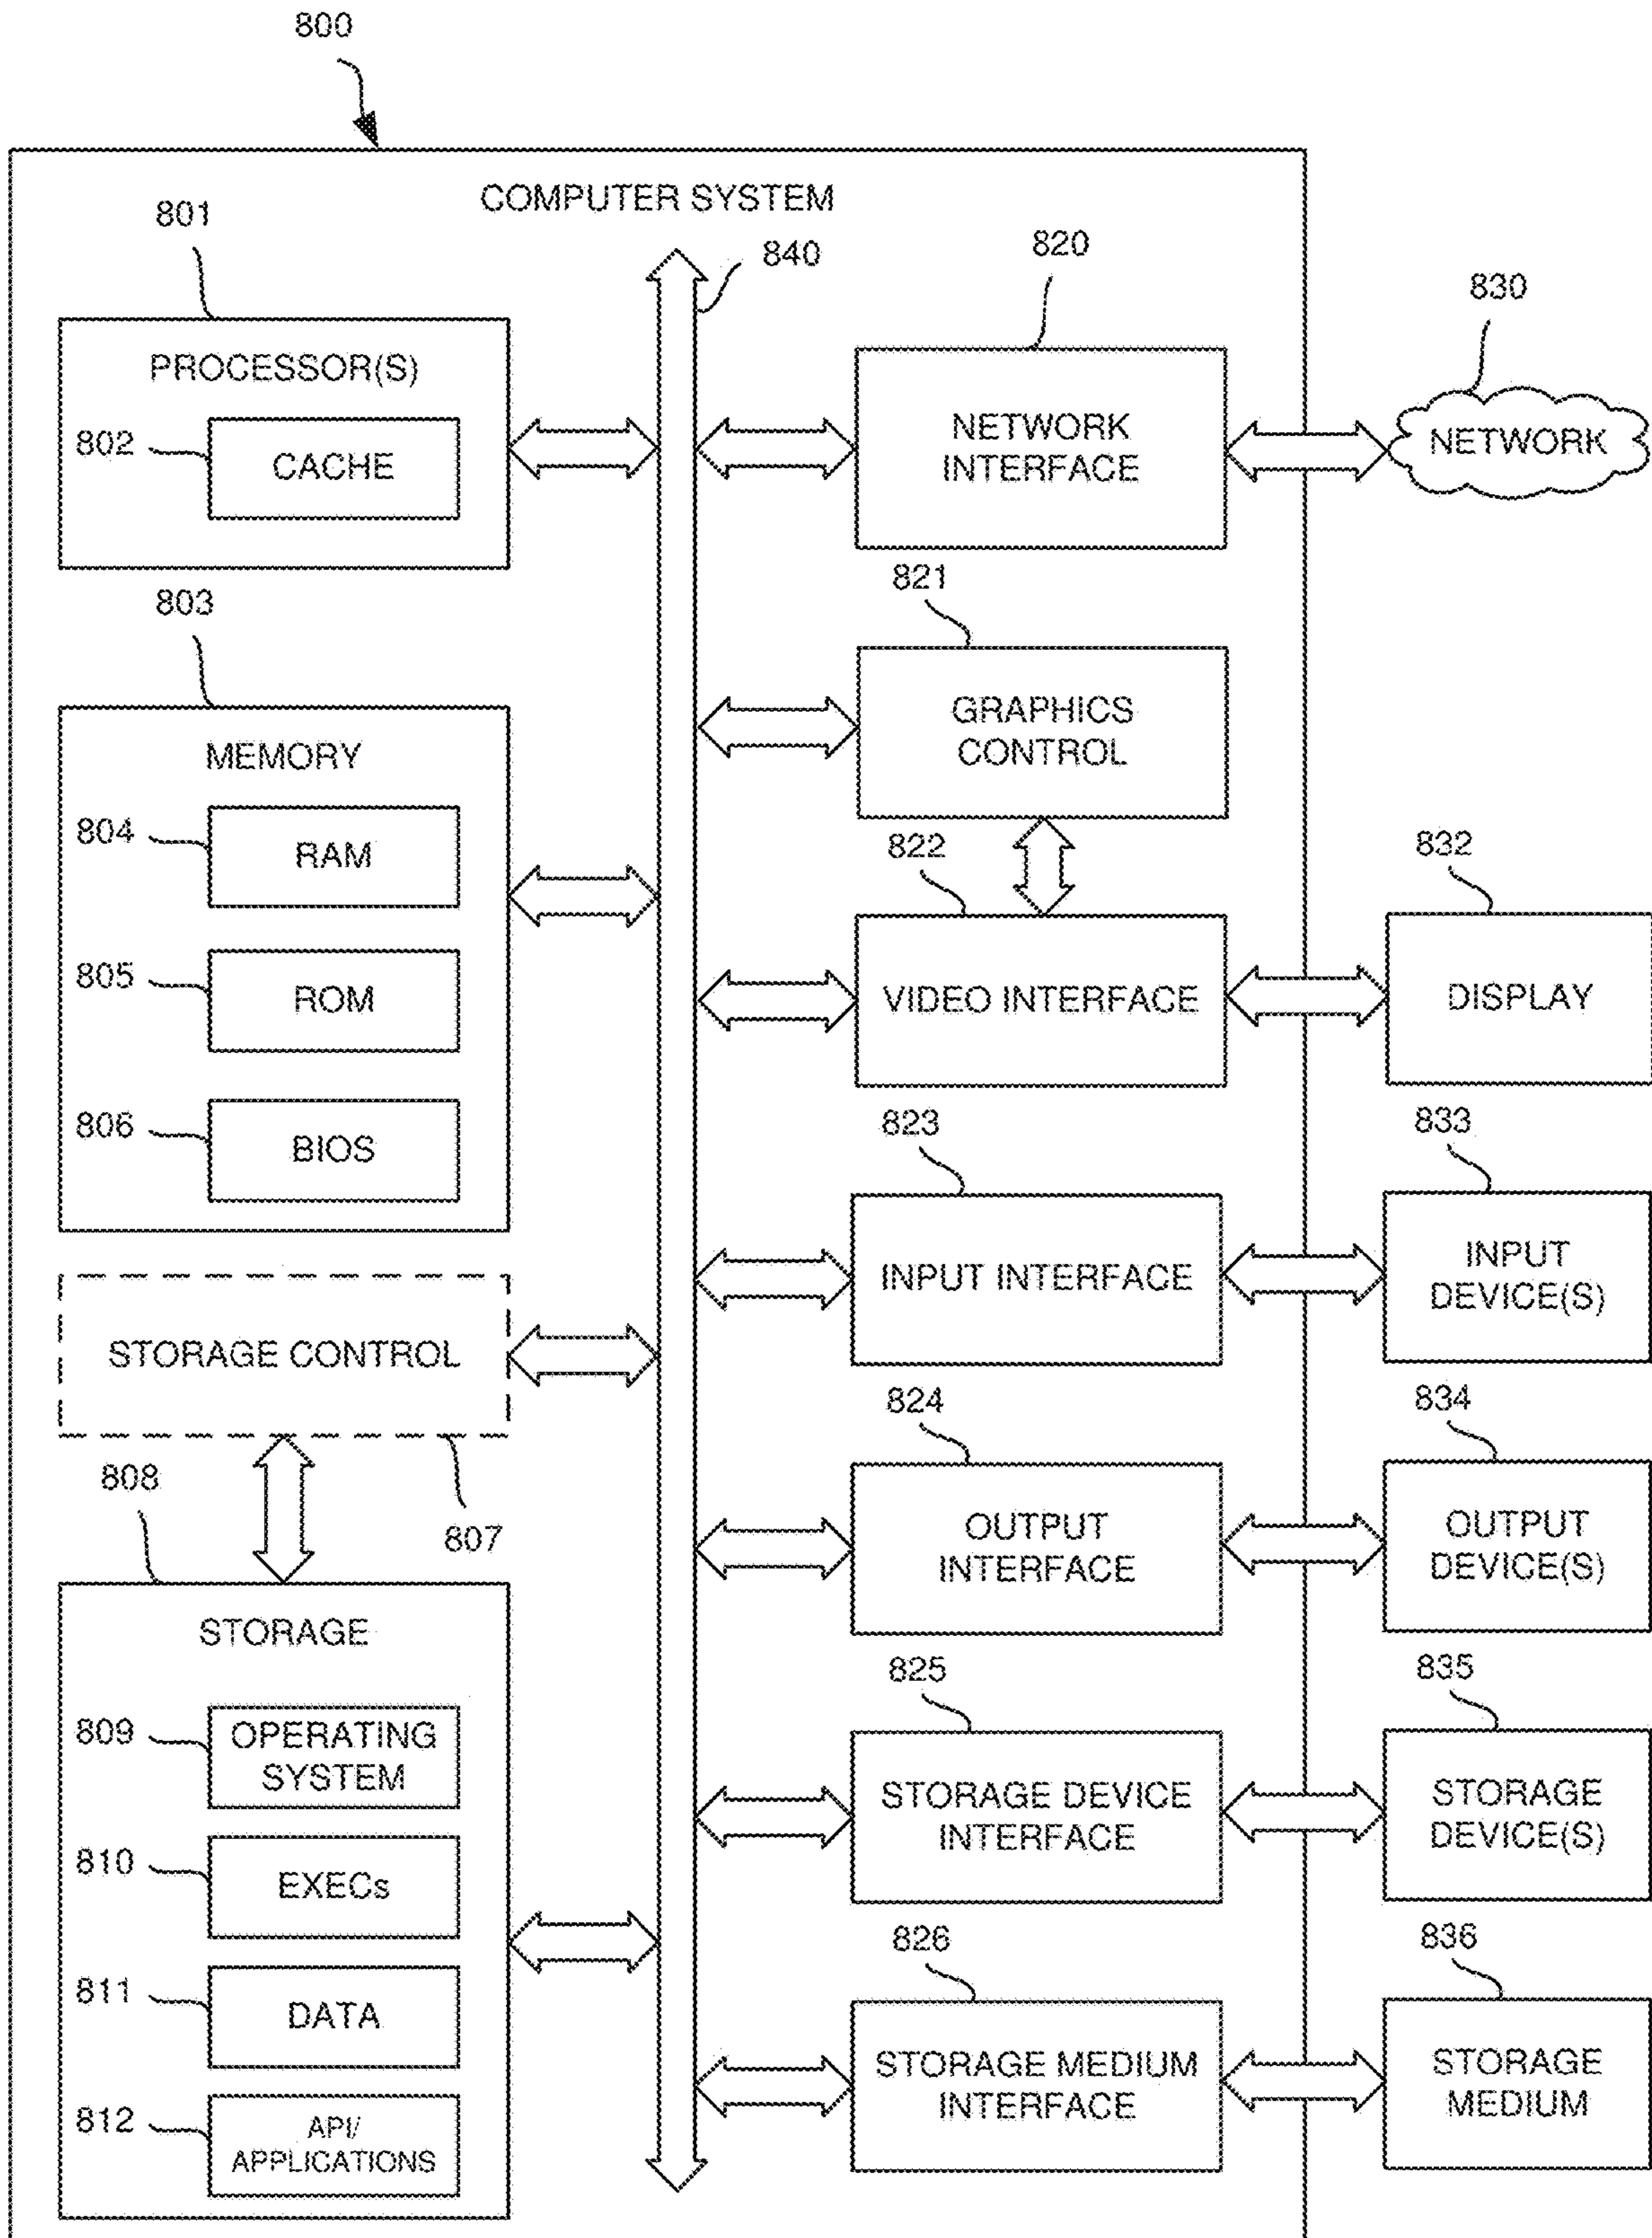 800
COMPUTER SYSTEM
801
840
820
830
PROCESSOR(S)
802
CACHE
NETWORK
INTERFACE
NETWORK
803
821
MEMORY
GRAPHICS
CONTROL
804
RAM
822
832
805
ROM
VIDEO INTERFACE
DISPLAY
806
BIOS
823
833
INPUT INTERFACE
INPUT
DEVICE(S)
STORAGE CONTROL
807
824
834
808
OUTPUT
INTERFACE
OUTPUT
DEVICE(S)
STORAGE
825
835
809
OPERATING
SYSTEM
STORAGE DEVICE
INTERFACE
STORAGE
DEVICE(S)
810
EXECs
826
836
811
DATA
STORAGE MEDIUM
INTERFACE
STORAGE
MEDIUM
812
API/
APPLICATIONS